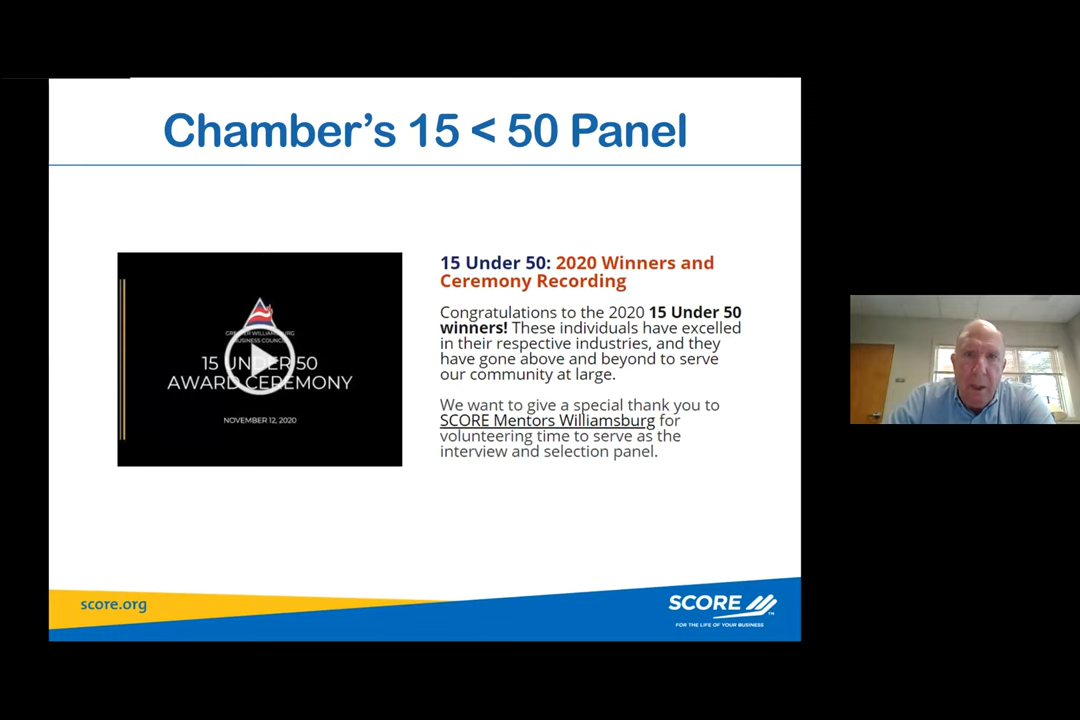 Chamber’s 15 < 50 Panel
GREATER WILLIAMSBURG
BUSINESS COUNCIL
15 UNDER 50
AWARD CEREMONY
NOVEMBER 12, 2020
15 Under 50: 2020 Winners and
Ceremony Recording
Congratulations to the 2020 15 Under 50
winners! These individuals have excelled
in their respective industries, and they
have gone above and beyond to serve
our community at large.
We want to give a special thank you to
SCORE Mentors Williamsburg for
volunteering time to serve as the
interview and selection panel.
score.org
SCORE
TM
FOR THE LIFE OF YOUR BUSINESS